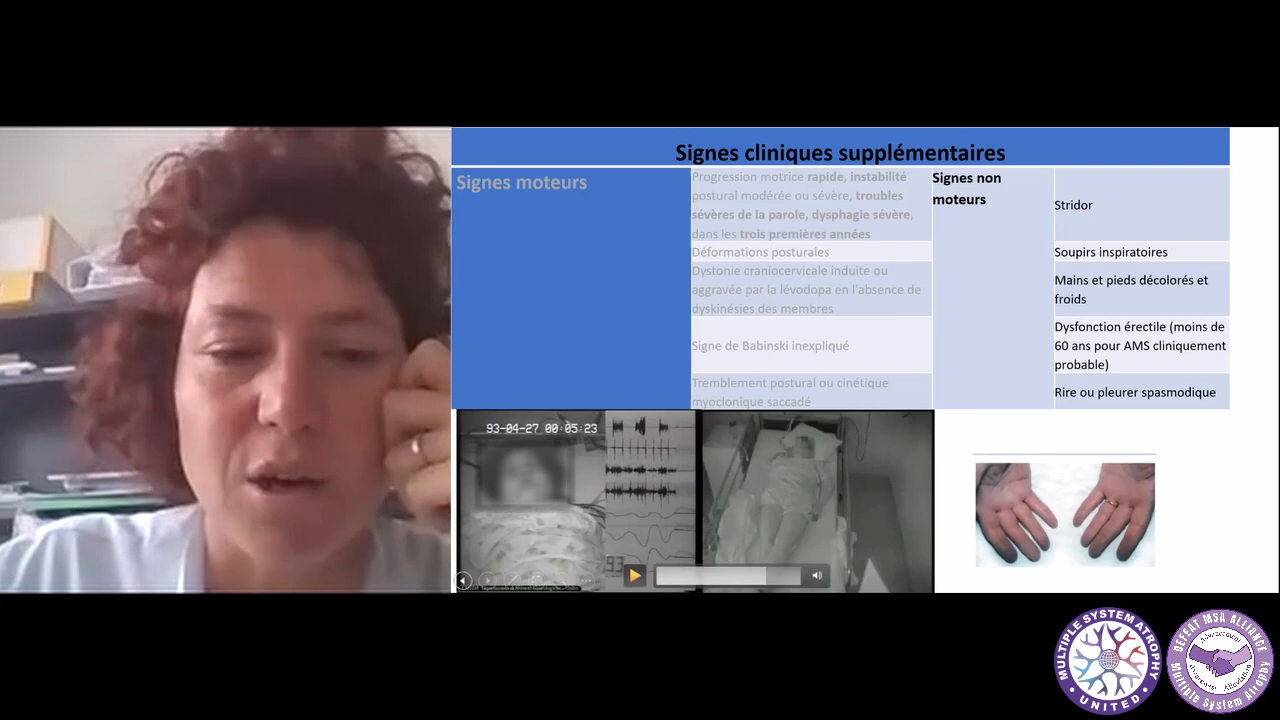 Signes cliniques supplémentaires
Signes moteurs
Progression motrice rapide, instabilité
postural modérée ou sévère, troubles
sévères de la parole, dysphagie sévère,
dans les trois premières années
Déformations posturales
Dystonie craniocervicale induite ou
aggravée par la lévodopa en l'absence de
dyskinésies des membres
Signe de Babinski inexpliqué
Tremblement postural ou cinétique
myoclonique saccadé
Signes non
moteurs
Stridor
Soupirs inspiratoires
Mains et pieds décolorés et
froids
Dysfonction érectile (moins de
60 ans pour AMS cliniquement
probable)
Rire ou pleurer spasmodique
93-04-27 00:05:23
93
MULTIPLE SYSTEM ATROPHY
UNITED
DEFEAT MSA ALLIANCE
Multiple System Atrophy